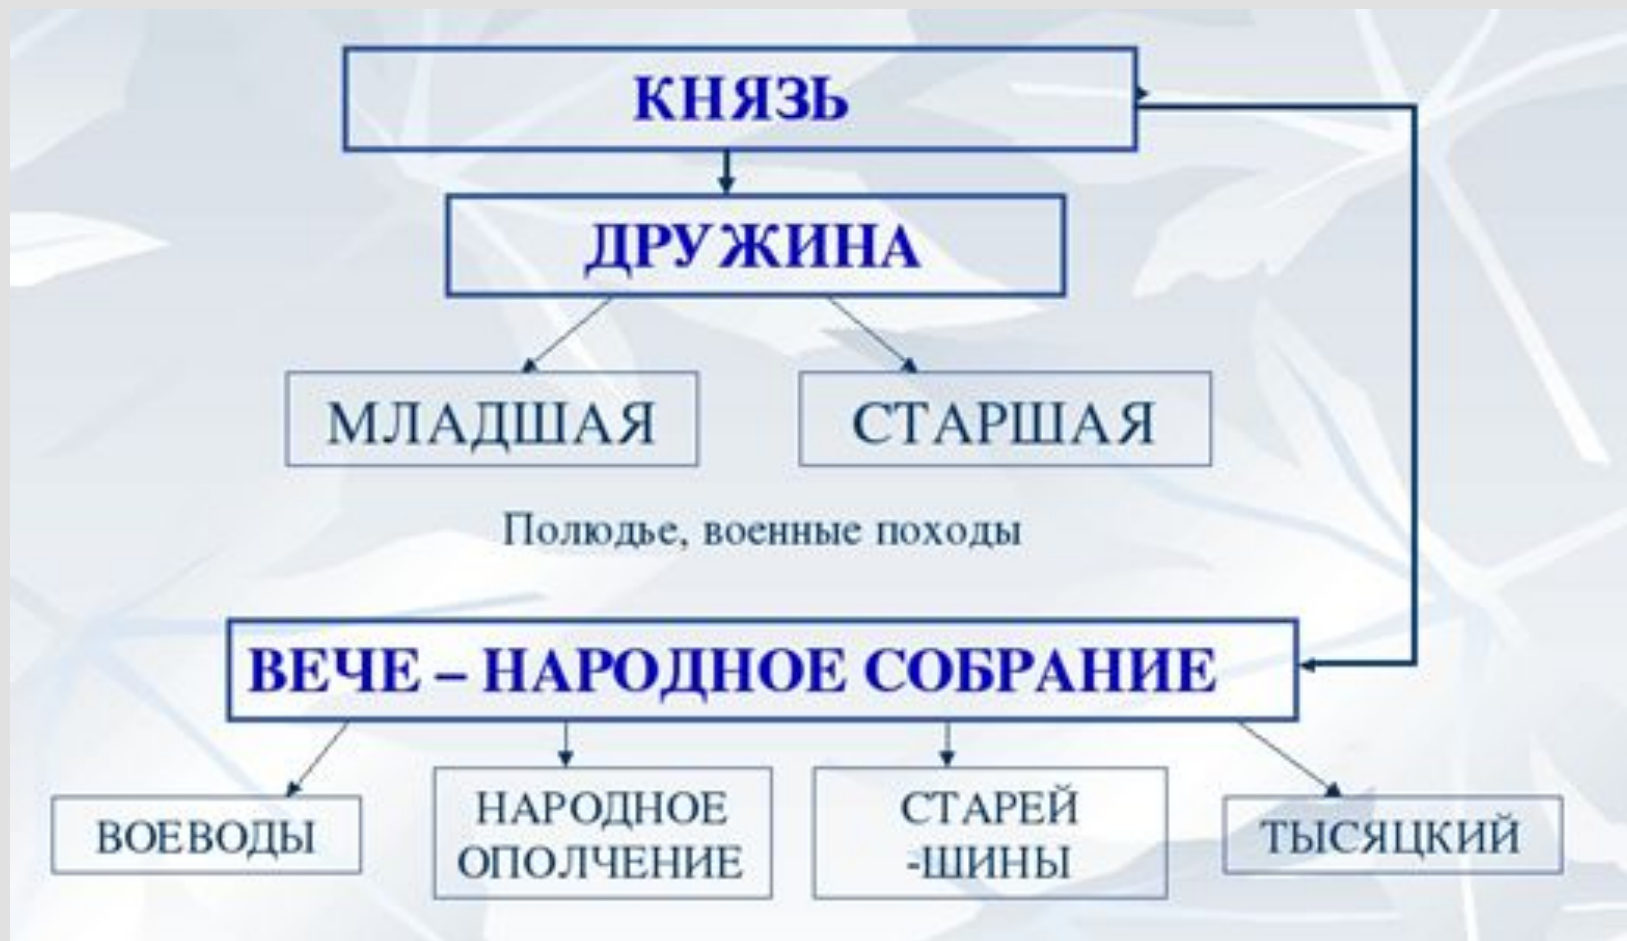 КНЯЗЬ
ДРУЖИНА
МЛАДШАЯ
СТАРШАЯ
Полюдье, военные походы
ВЕЧЕ – НАРОДНОЕ СОБРАНИЕ
ВОЕВОДЫ
НАРОДНОЕ
ОПОЛЧЕНИЕ
СТАРЕЙ
-ШИНЫ
ТЫСЯЦКИЙ